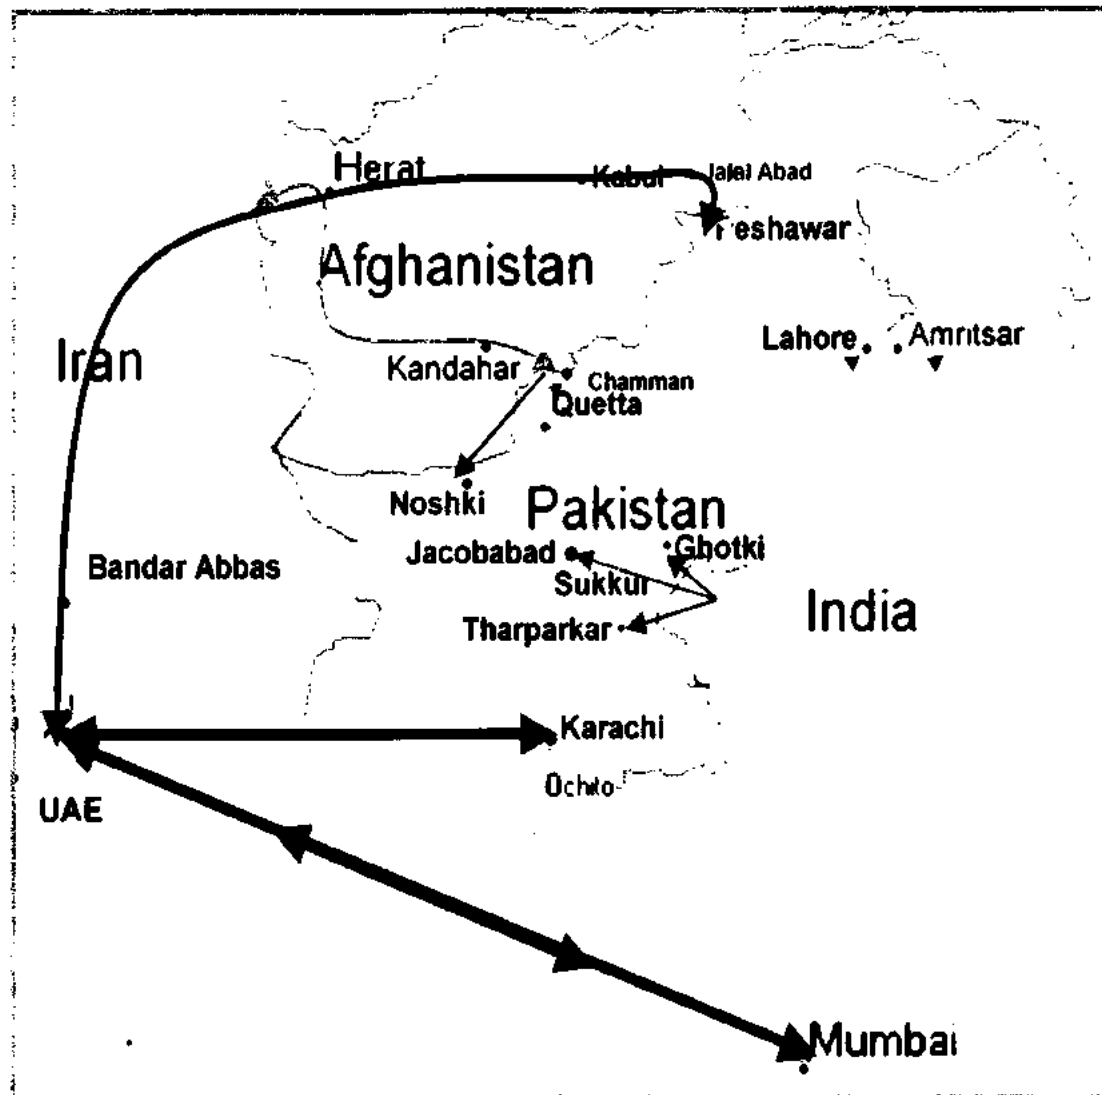 Herat
Kabul
Jalal Abad
Peshawar
Afghanistan
Iran
Lahore
Amritsar
Kandahar
Chamman
Quetta
Noshki
Pakistan
Jacobabad
Ghotki
Sukkur
Bandar Abbas
India
Tharparkar
Karachi
Ochito
UAE
Mumbai